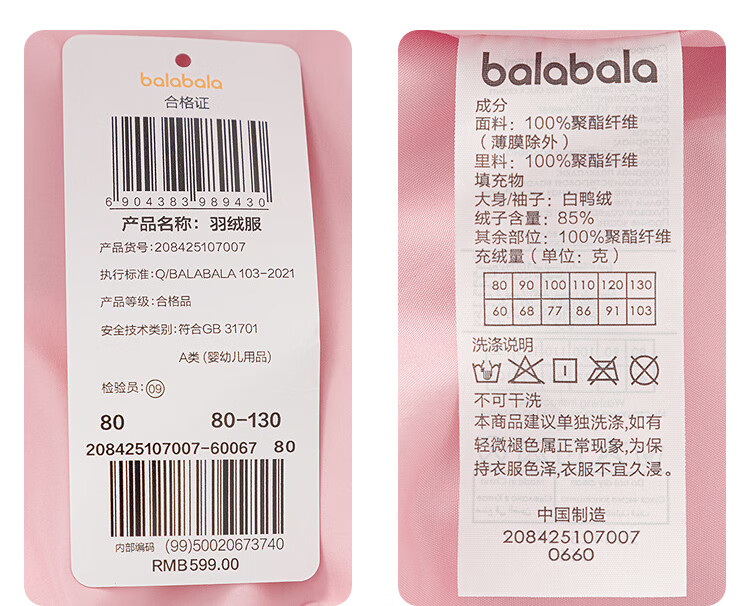 balabala
合格证
6 904383 989430
产品名称：羽绒服
产品货号:208425107007
执行标准:Q/BALABALA 103-2021
产品等级:合格品
安全技术类别:符合GB 31701
A类 (婴幼儿用品)
检验员:09
80 80-130
208425107007-60067 80
内部编码 (99)50020673740
RMB599.00
balabala
成分
面料：100%聚酯纤维
（薄膜除外）
里料：100%聚酯纤维
填充物
大身/袖子：白鸭绒
绒子含量：85%
其余部位：100%聚酯纤维
充绒量（单位：克）
80 90 100 110 120 130
60 68 77 86 91 103
洗涤说明
不可干洗
本商品建议单独洗涤,如有
轻微褪色属正常现象,为保
持衣服色泽,衣服不宜久浸。
中国制造
208425107007
0660